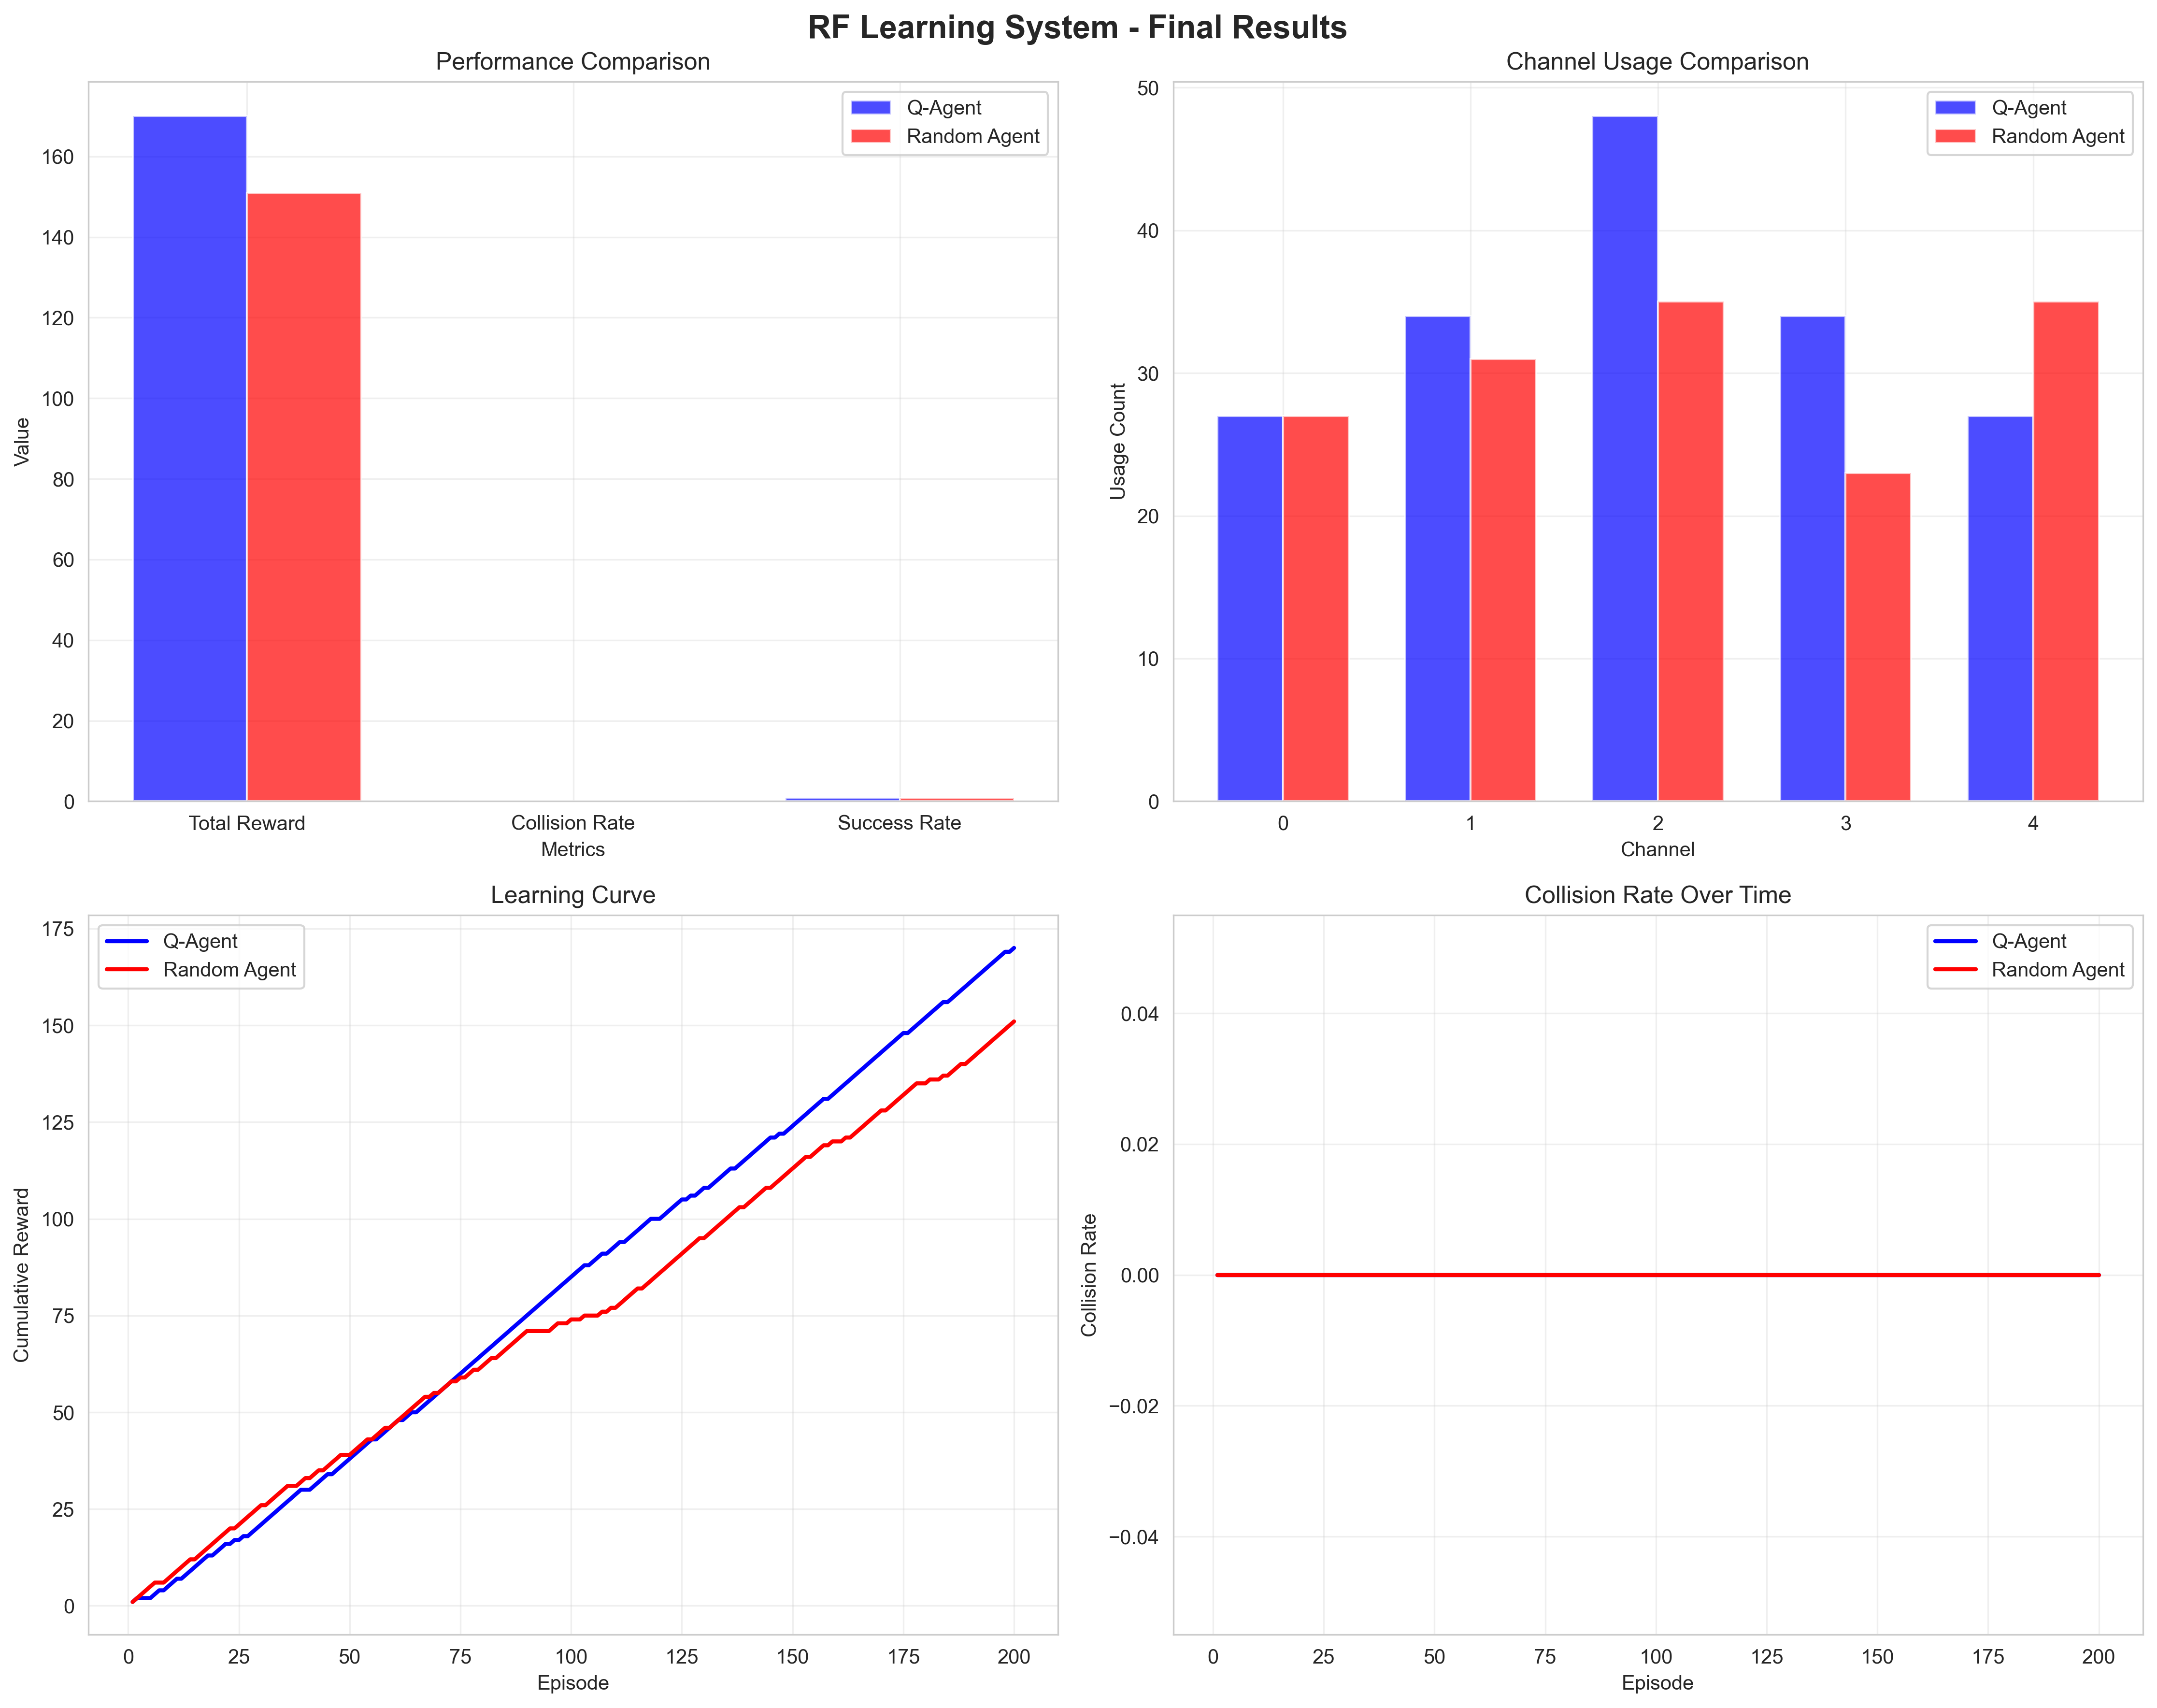 RF Learning System - Final Results
Performance Comparison
Q-Agent
Random Agent
Value
160
140
120
100
80
60
40
20
0
Total Reward
Collision Rate
Success Rate
Metrics
Channel Usage Comparison
Q-Agent
Random Agent
Usage Count
50
40
30
20
10
0
0
1
2
3
4
Channel
Learning Curve
Q-Agent
Random Agent
Cumulative Reward
175
150
125
100
75
50
25
0
0
25
50
75
100
125
150
175
200
Episode
Collision Rate Over Time
Q-Agent
Random Agent
Collision Rate
0.04
0.02
0.00
−0.02
−0.04
0
25
50
75
100
125
150
175
200
Episode